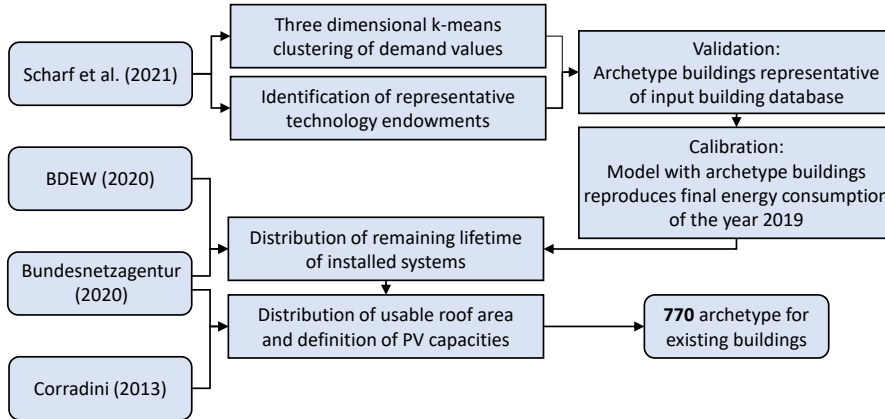 Scharf et al. (2021)
Three dimensional k-means
clustering of demand values
Identification of representative
technology endowments
Validation:
Archetype buildings representative
of input building database
Calibration:
Model with archetype buildings
reproduces final energy consumption
of the year 2019
BDEW (2020)
Bundesnetzagentur
(2020)
Corradini (2013)
Distribution of remaining lifetime
of installed systems
Distribution of usable roof area
and definition of PV capacities
770 archetype for
existing buildings